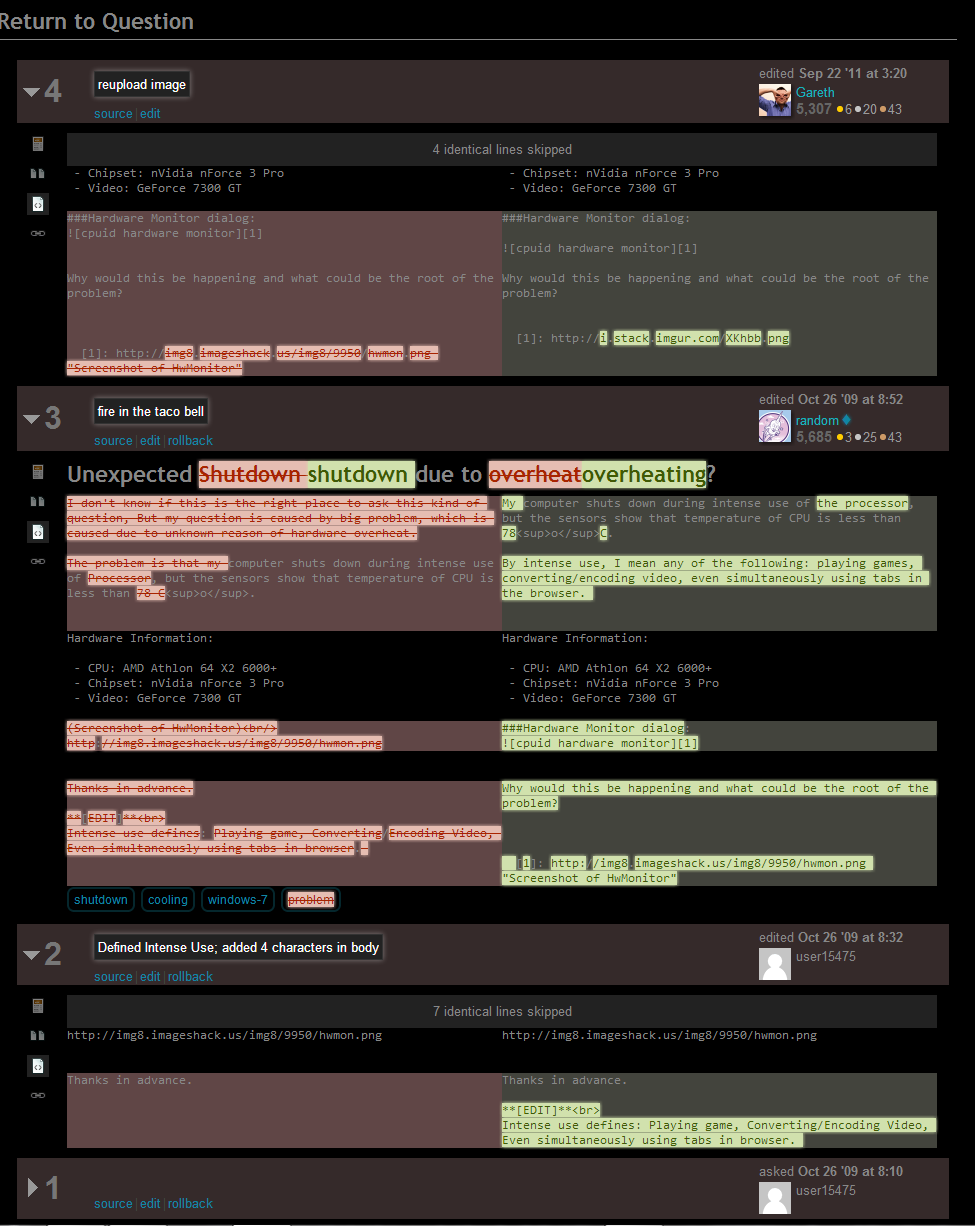 Return to Question
4
reupload image
source | edit
edited Sep 22 '11 at 3:20
Gareth
5,307 ●6 ●20 ●43
4 identical lines skipped
- Chipset: nVidia nForce 3 Pro
- Video: GeForce 7300 GT
###Hardware Monitor dialog:
![cpuid hardware monitor][1]
Why would this be happening and what could be the root of the
problem?
[1]: http://img8.imageshack.us/img8/9950/hwmon.png
"Screenshot of HwMonitor"
- Chipset: nVidia nForce 3 Pro
- Video: GeForce 7300 GT
###Hardware Monitor dialog:
![cpuid hardware monitor][1]
Why would this be happening and what could be the root of the
problem?
[1]: http://i.stack.imgur.com/XKhbb.png
3
fire in the taco bell
source | edit | rollback
edited Oct 26 '09 at 8:52
random ♦
5,685 ●3 ●25 ●43
Unexpected Shutdown shutdown due to overheatoverheating?
I don't know if this is the right place to ask this kind of
question, But my question is caused by big problem, which is
caused due to unknown reason of hardware overheat.
The problem is that my computer shuts down during intense use
of Processor, but the sensors show that temperature of CPU is
less than 78 C<sup>o</sup>.
Hardware Information:
- CPU: AMD Athlon 64 X2 6000+
- Chipset: nVidia nForce 3 Pro
- Video: GeForce 7300 GT
(Screenshot of HwMonitor)<br/>
http://img8.imageshack.us/img8/9950/hwmon.png
Thanks in advance.
**[EDIT]**<br>
Intense use defines: Playing game, Converting/Encoding Video,
Even simultaneously using tabs in browser.
My computer shuts down during intense use of the processor,
but the sensors show that temperature of CPU is less than
78<sup>o</sup>C.
By intense use, I mean any of the following: playing games,
converting/encoding video, even simultaneously using tabs in
the browser.
Hardware Information:
- CPU: AMD Athlon 64 X2 6000+
- Chipset: nVidia nForce 3 Pro
- Video: GeForce 7300 GT
###Hardware Monitor dialog:
![cpuid hardware monitor][1]
Why would this be happening and what could be the root of the
problem?
[1]: http://img8.imageshack.us/img8/9950/hwmon.png
"Screenshot of HwMonitor"
shutdown cooling windows-7 problem
2
Defined Intense Use; added 4 characters in body
source | edit | rollback
edited Oct 26 '09 at 8:32
user15475
7 identical lines skipped
http://img8.imageshack.us/img8/9950/hwmon.png
Thanks in advance.
http://img8.imageshack.us/img8/9950/hwmon.png
Thanks in advance.
**[EDIT]**<br>
Intense use defines: Playing game, Converting/Encoding Video,
Even simultaneously using tabs in browser.
1
source | edit | rollback
asked Oct 26 '09 at 8:10
user15475